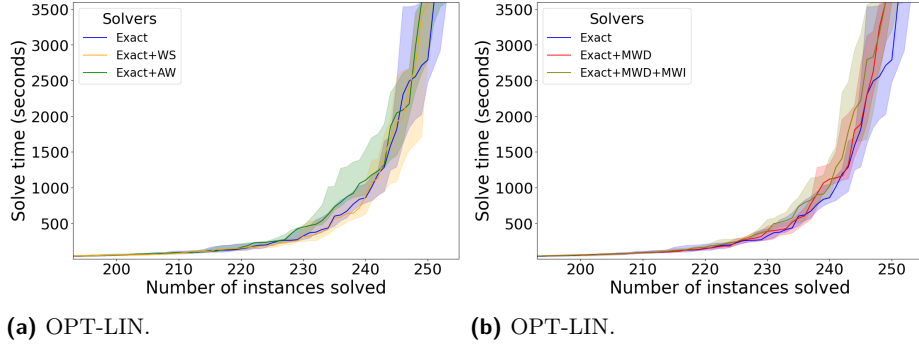 Solve time (seconds)
3500
3000
2500
2000
1500
1000
500
Solvers
Exact
Exact+WS
Exact+AW
200 210 220 230 240 250
Number of instances solved
(a) OPT-LIN.
Solve time (seconds)
3500
3000
2500
2000
1500
1000
500
Solvers
Exact
Exact+MWD
Exact+MWD+MWI
200 210 220 230 240 250
Number of instances solved
(b) OPT-LIN.